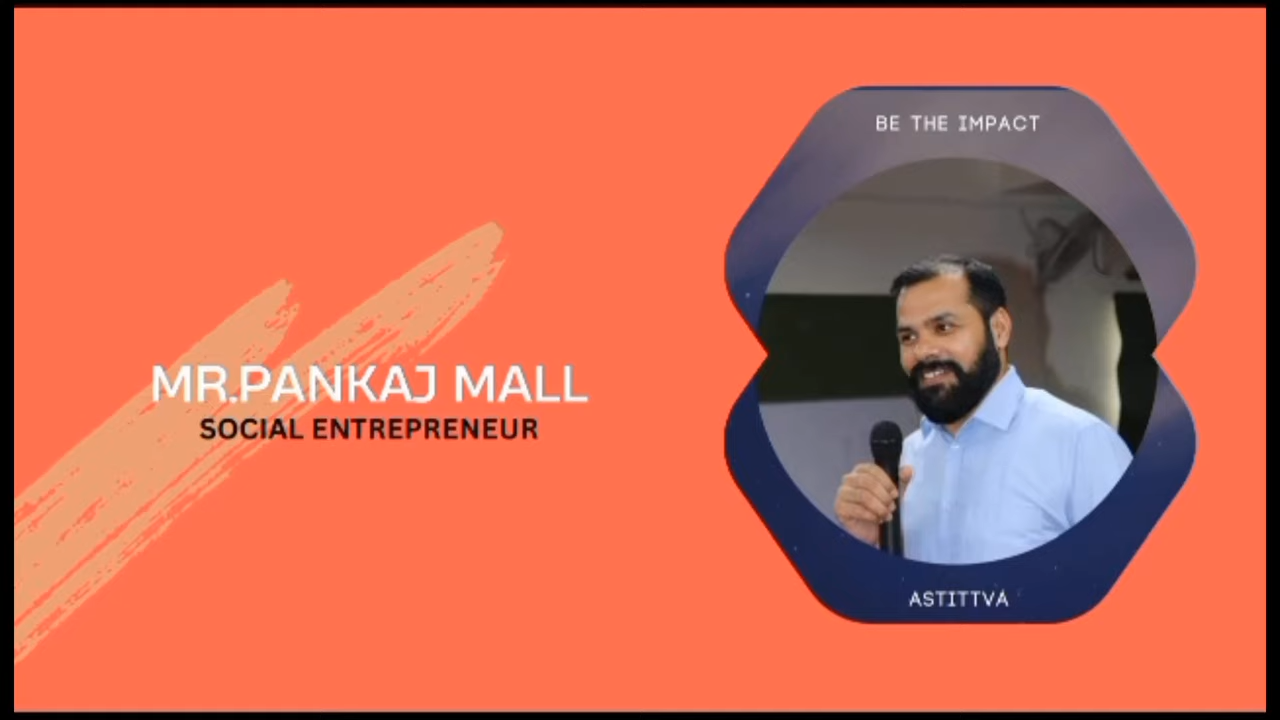 BE THE IMPACT
MR.PANKAJ MALL
SOCIAL ENTREPRENEUR
ASTITTVA